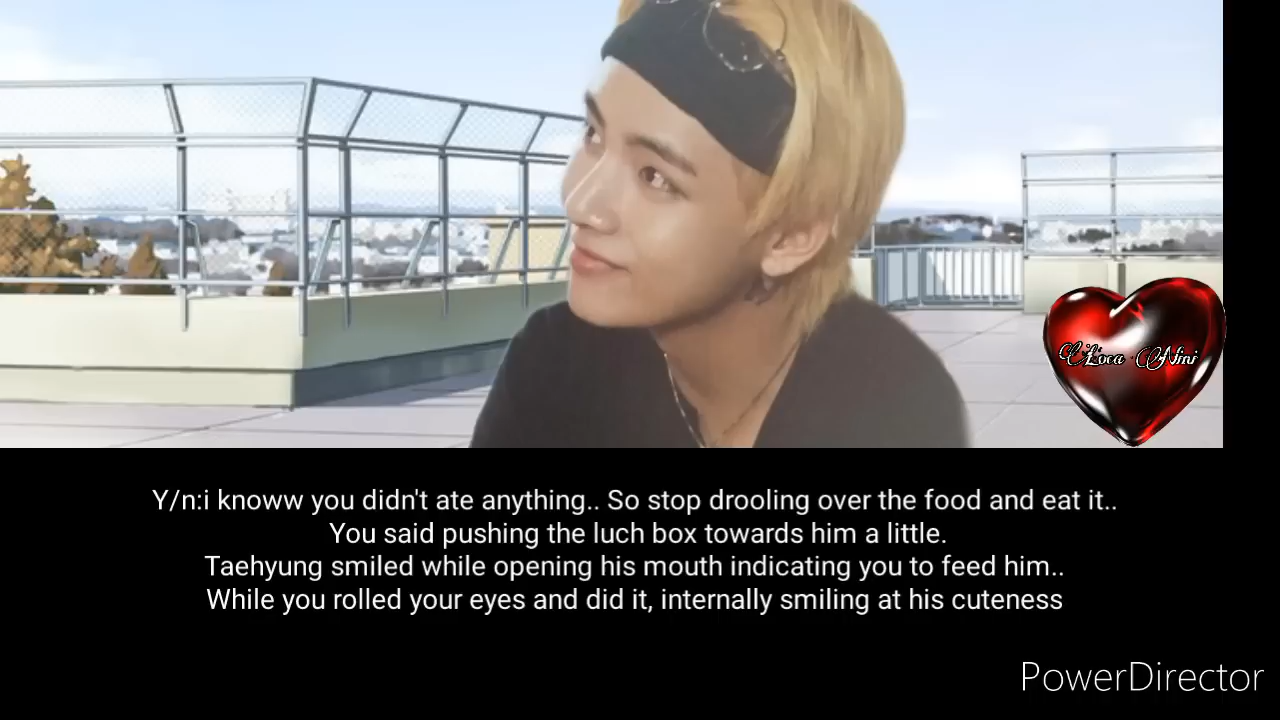 Loca Nini
Y/n:i knoww you didn't ate anything.. So stop drooling over the food and eat it..
You said pushing the luch box towards him a little.
Taehyung smiled while opening his mouth indicating you to feed him..
While you rolled your eyes and did it, internally smiling at his cuteness
PowerDirector